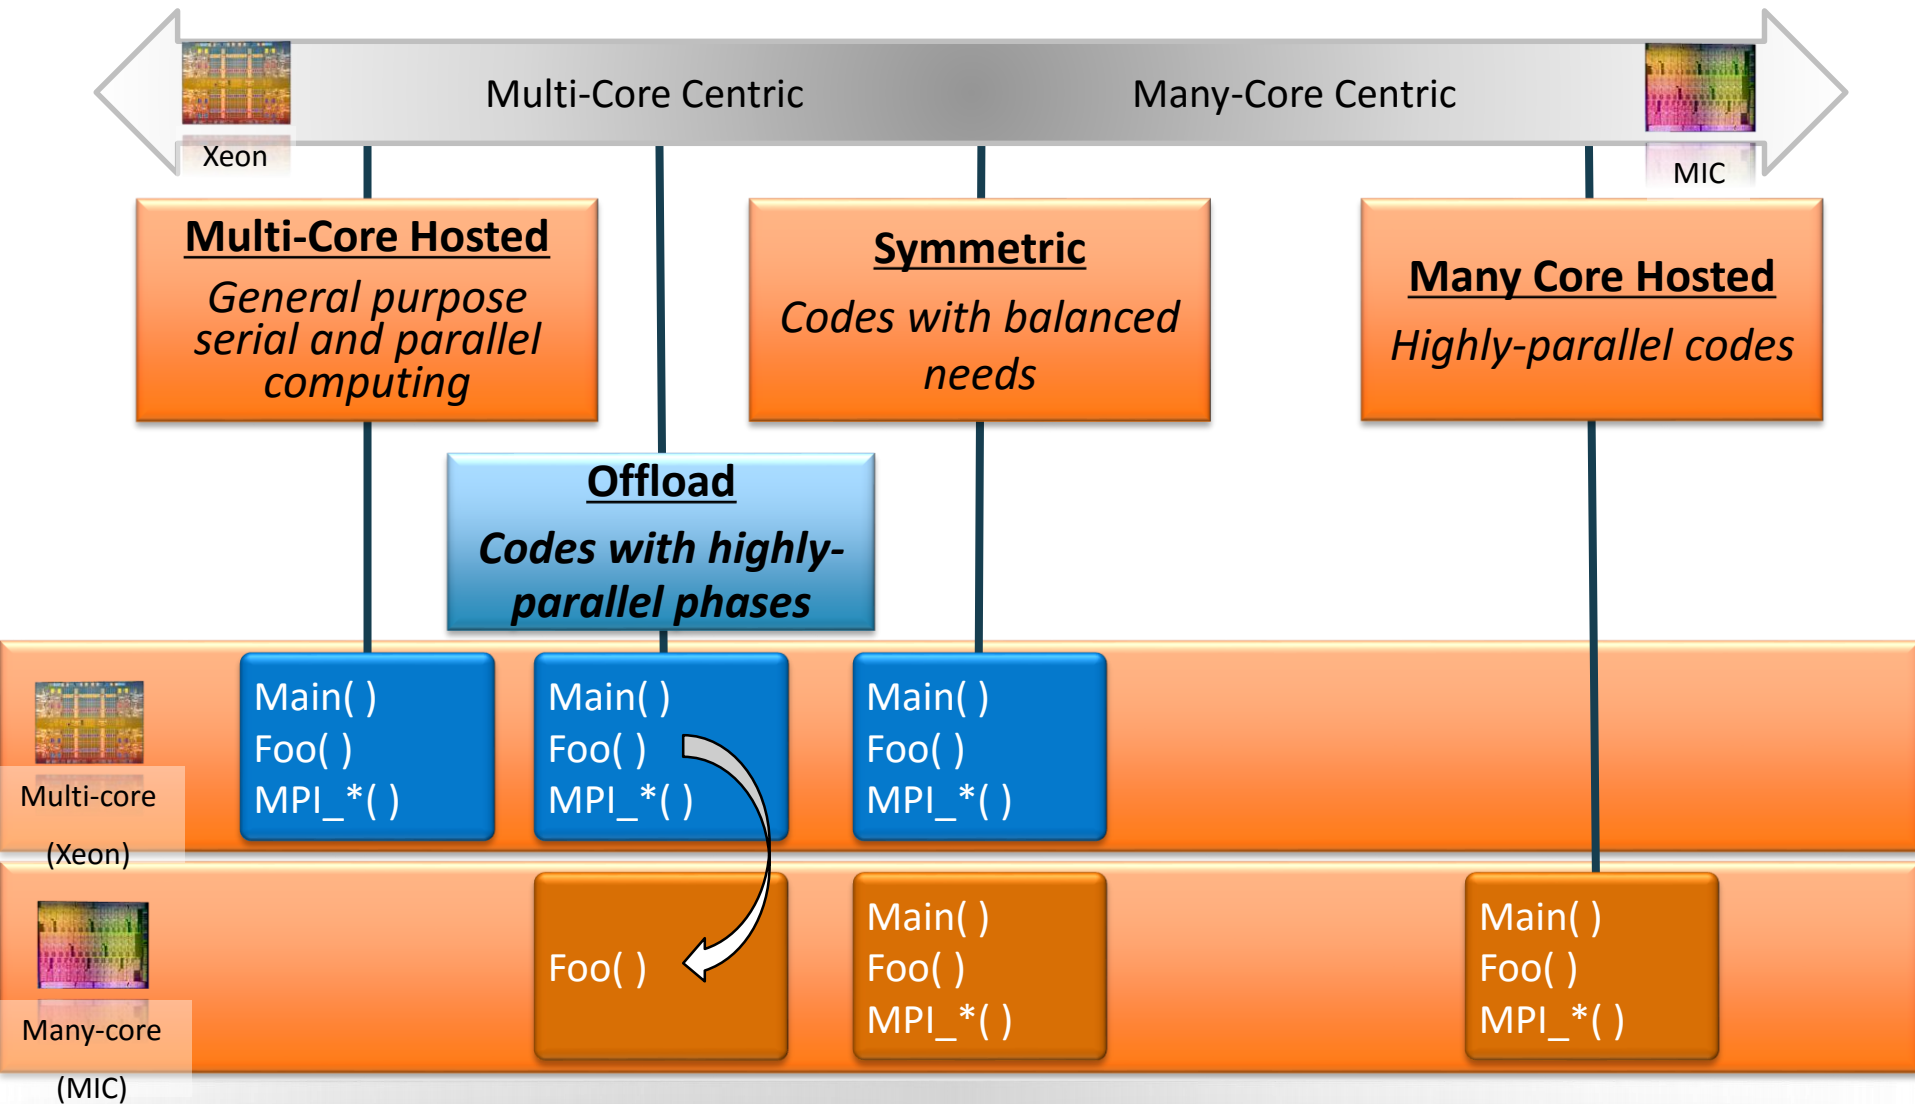 Multi-Core Centric
Many-Core Centric
Xeon
MIC
Multi-Core Hosted
General purpose
serial and parallel
computing
Symmetric
Codes with balanced
needs
Many Core Hosted
Highly-parallel codes
Offload
Codes with highly-
parallel phases
Multi-core
(Xeon)
Main( )
Foo( )
MPI_*( )
Main( )
Foo( )
MPI_*( )
Main( )
Foo( )
MPI_*( )
Many-core
(MIC)
Foo( )
Main( )
Foo( )
MPI_*( )
Main( )
Foo( )
MPI_*( )